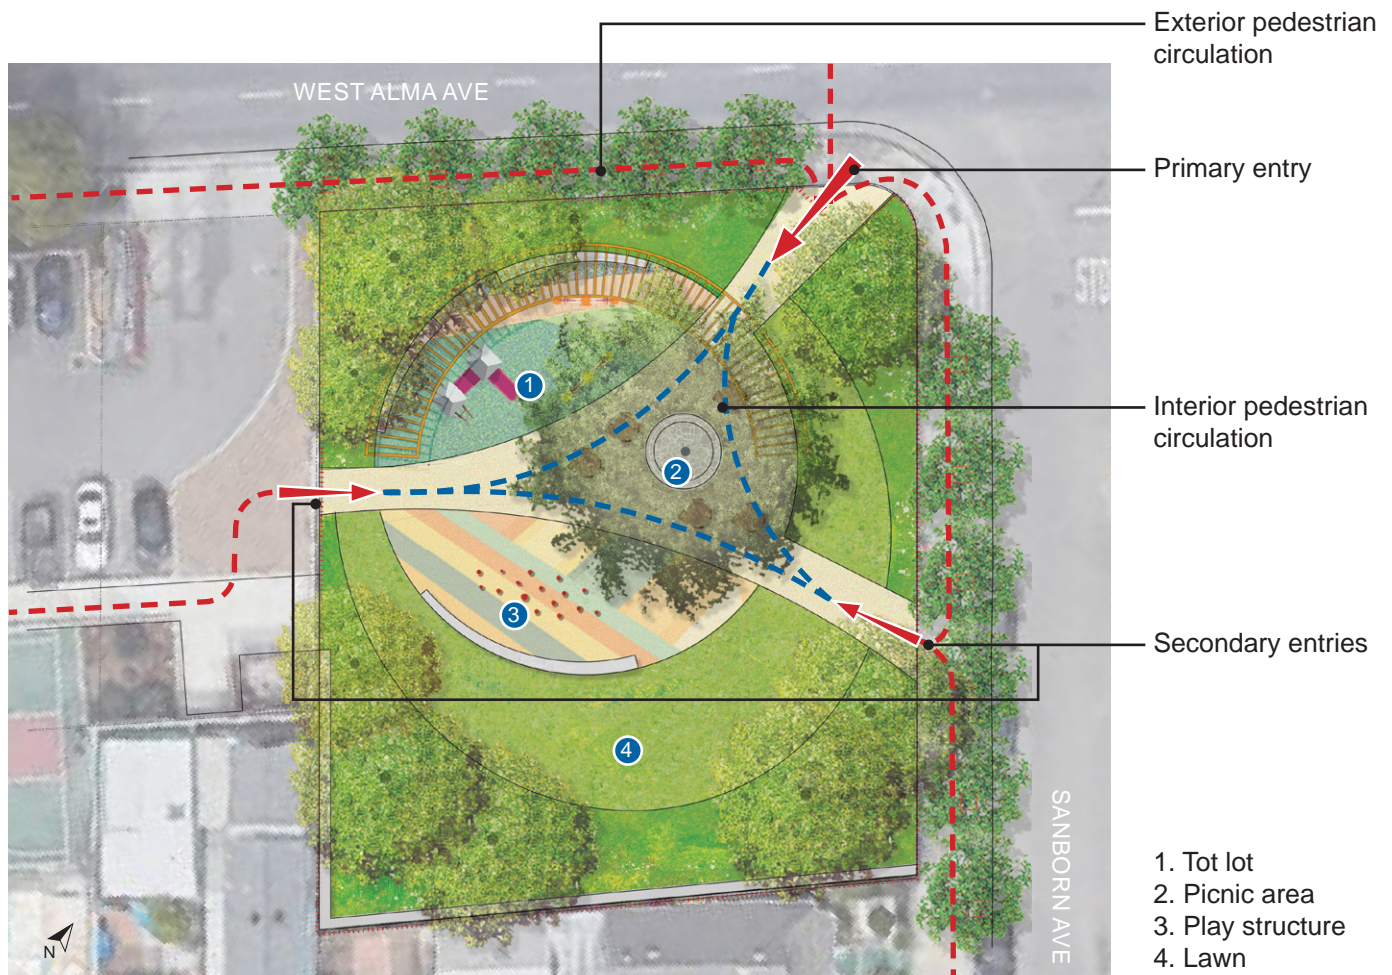 Exterior pedestrian
circulation
WEST ALMA AVE
Primary entry
1
Interior pedestrian
circulation
2
3
Secondary entries
4
SANBORN AVE
1. Tot lot
2. Picnic area
3. Play structure
4. Lawn
N